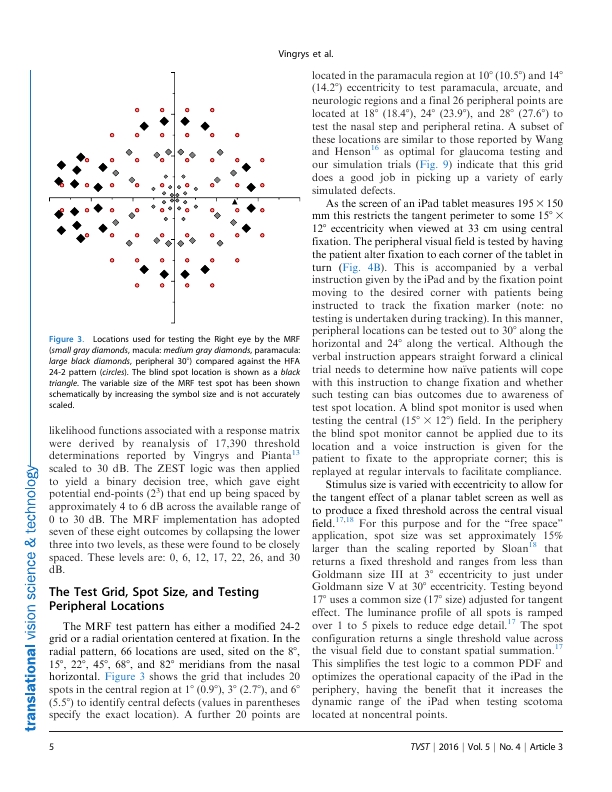 Vingrys et al.
Figure 3. Locations used for testing the Right eye by the MRF
(small gray diamonds, macula: medium gray diamonds, paramacula:
large black diamonds, peripheral 30°) compared against the HFA
24-2 pattern (circles). The blind spot location is shown as a black
triangle. The variable size of the MRF test spot has been shown
schematically by increasing the symbol size and is not accurately
scaled.
likelihood functions associated with a response matrix
were derived by reanalysis of 17,390 threshold
determinations reported by Vingrys and Pianta13
scaled to 30 dB. The ZEST logic was then applied
to yield a binary decision tree, which gave eight
potential end-points (2³) that end up being spaced by
approximately 4 to 6 dB across the available range of
0 to 30 dB. The MRF implementation has adopted
seven of these eight outcomes by collapsing the lower
three into two levels, as these were found to be closely
spaced. These levels are: 0, 6, 12, 17, 22, 26, and 30
dB.
The Test Grid, Spot Size, and Testing
Peripheral Locations
The MRF test pattern has either a modified 24-2
grid or a radial orientation centered at fixation. In the
radial pattern, 66 locations are used, sited on the 8°,
15°, 22°, 45°, 68°, and 82° meridians from the nasal
horizontal. Figure 3 shows the grid that includes 20
spots in the central region at 1° (0.9°), 3° (2.7°), and 6°
(5.5°) to identify central defects (values in parentheses
specify the exact location). A further 20 points are
located in the paramacula region at 10° (10.5°) and 14°
(14.2°) eccentricity to test paramacula, arcuate, and
neurologic regions and a final 26 peripheral points are
located at 18° (18.4°), 24° (23.9°), and 28° (27.6°) to
test the nasal step and peripheral retina. A subset of
these locations are similar to those reported by Wang
and Henson16 as optimal for glaucoma testing and
our simulation trials (Fig. 9) indicate that this grid
does a good job in picking up a variety of early
simulated defects.
As the screen of an iPad tablet measures 195 × 150
mm this restricts the tangent perimeter to some 15° ×
12° eccentricity when viewed at 33 cm using central
fixation. The peripheral visual field is tested by having
the patient alter fixation to each corner of the tablet in
turn (Fig. 4B). This is accompanied by a verbal
instruction given by the iPad and by the fixation point
moving to the desired corner with patients being
instructed to track the fixation marker (note: no
testing is undertaken during tracking). In this manner,
peripheral locations can be tested out to 30° along the
horizontal and 24° along the vertical. Although the
verbal instruction appears straight forward a clinical
trial needs to determine how naïve patients will cope
with this instruction to change fixation and whether
such testing can bias outcomes due to awareness of
test spot location. A blind spot monitor is used when
testing the central (15° × 12°) field. In the periphery
the blind spot monitor cannot be applied due to its
location and a voice instruction is given for the
patient to fixate to the appropriate corner; this is
replayed at regular intervals to facilitate compliance.
Stimulus size is varied with eccentricity to allow for
the tangent effect of a planar tablet screen as well as
to produce a fixed threshold across the central visual
field.17,18 For this purpose and for the “free space”
application, spot size was set approximately 15%
larger than the scaling reported by Sloan18 that
returns a fixed threshold and ranges from less than
Goldmann size III at 3° eccentricity to just under
Goldmann size V at 30° eccentricity. Testing beyond
17° uses a common size (17° size) adjusted for tangent
effect. The luminance profile of all spots is ramped
over 1 to 5 pixels to reduce edge detail.17 The spot
configuration returns a single threshold value across
the visual field due to constant spatial summation.17
This simplifies the test logic to a common PDF and
optimizes the operational capacity of the iPad in the
periphery, having the benefit that it increases the
dynamic range of the iPad when testing scotoma
located at noncentral points.
translational vision science & technology
5
TVST | 2016 | Vol. 5 | No. 4 | Article 3